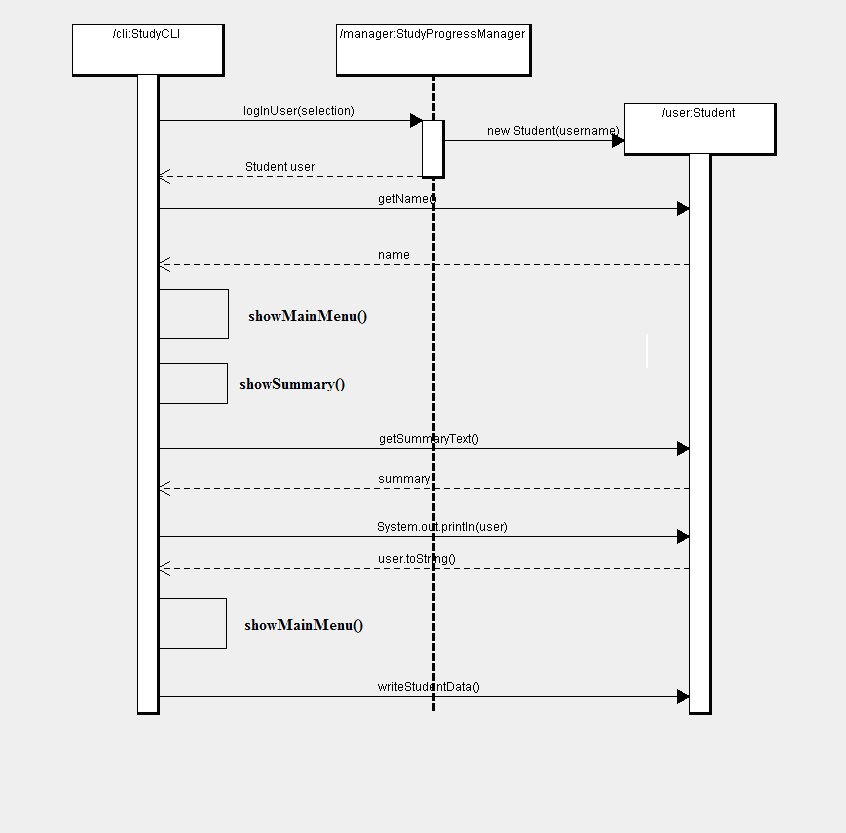 /cli:StudyCLI
/manager:StudyProgressManager
/user:Student
logInUser(selection)
new Student(username)
Student user
getName()
name
showMainMenu()
showSummary()
getSummaryText()
summary
System.out.println(user)
user.toString()
showMainMenu()
writeStudentData()